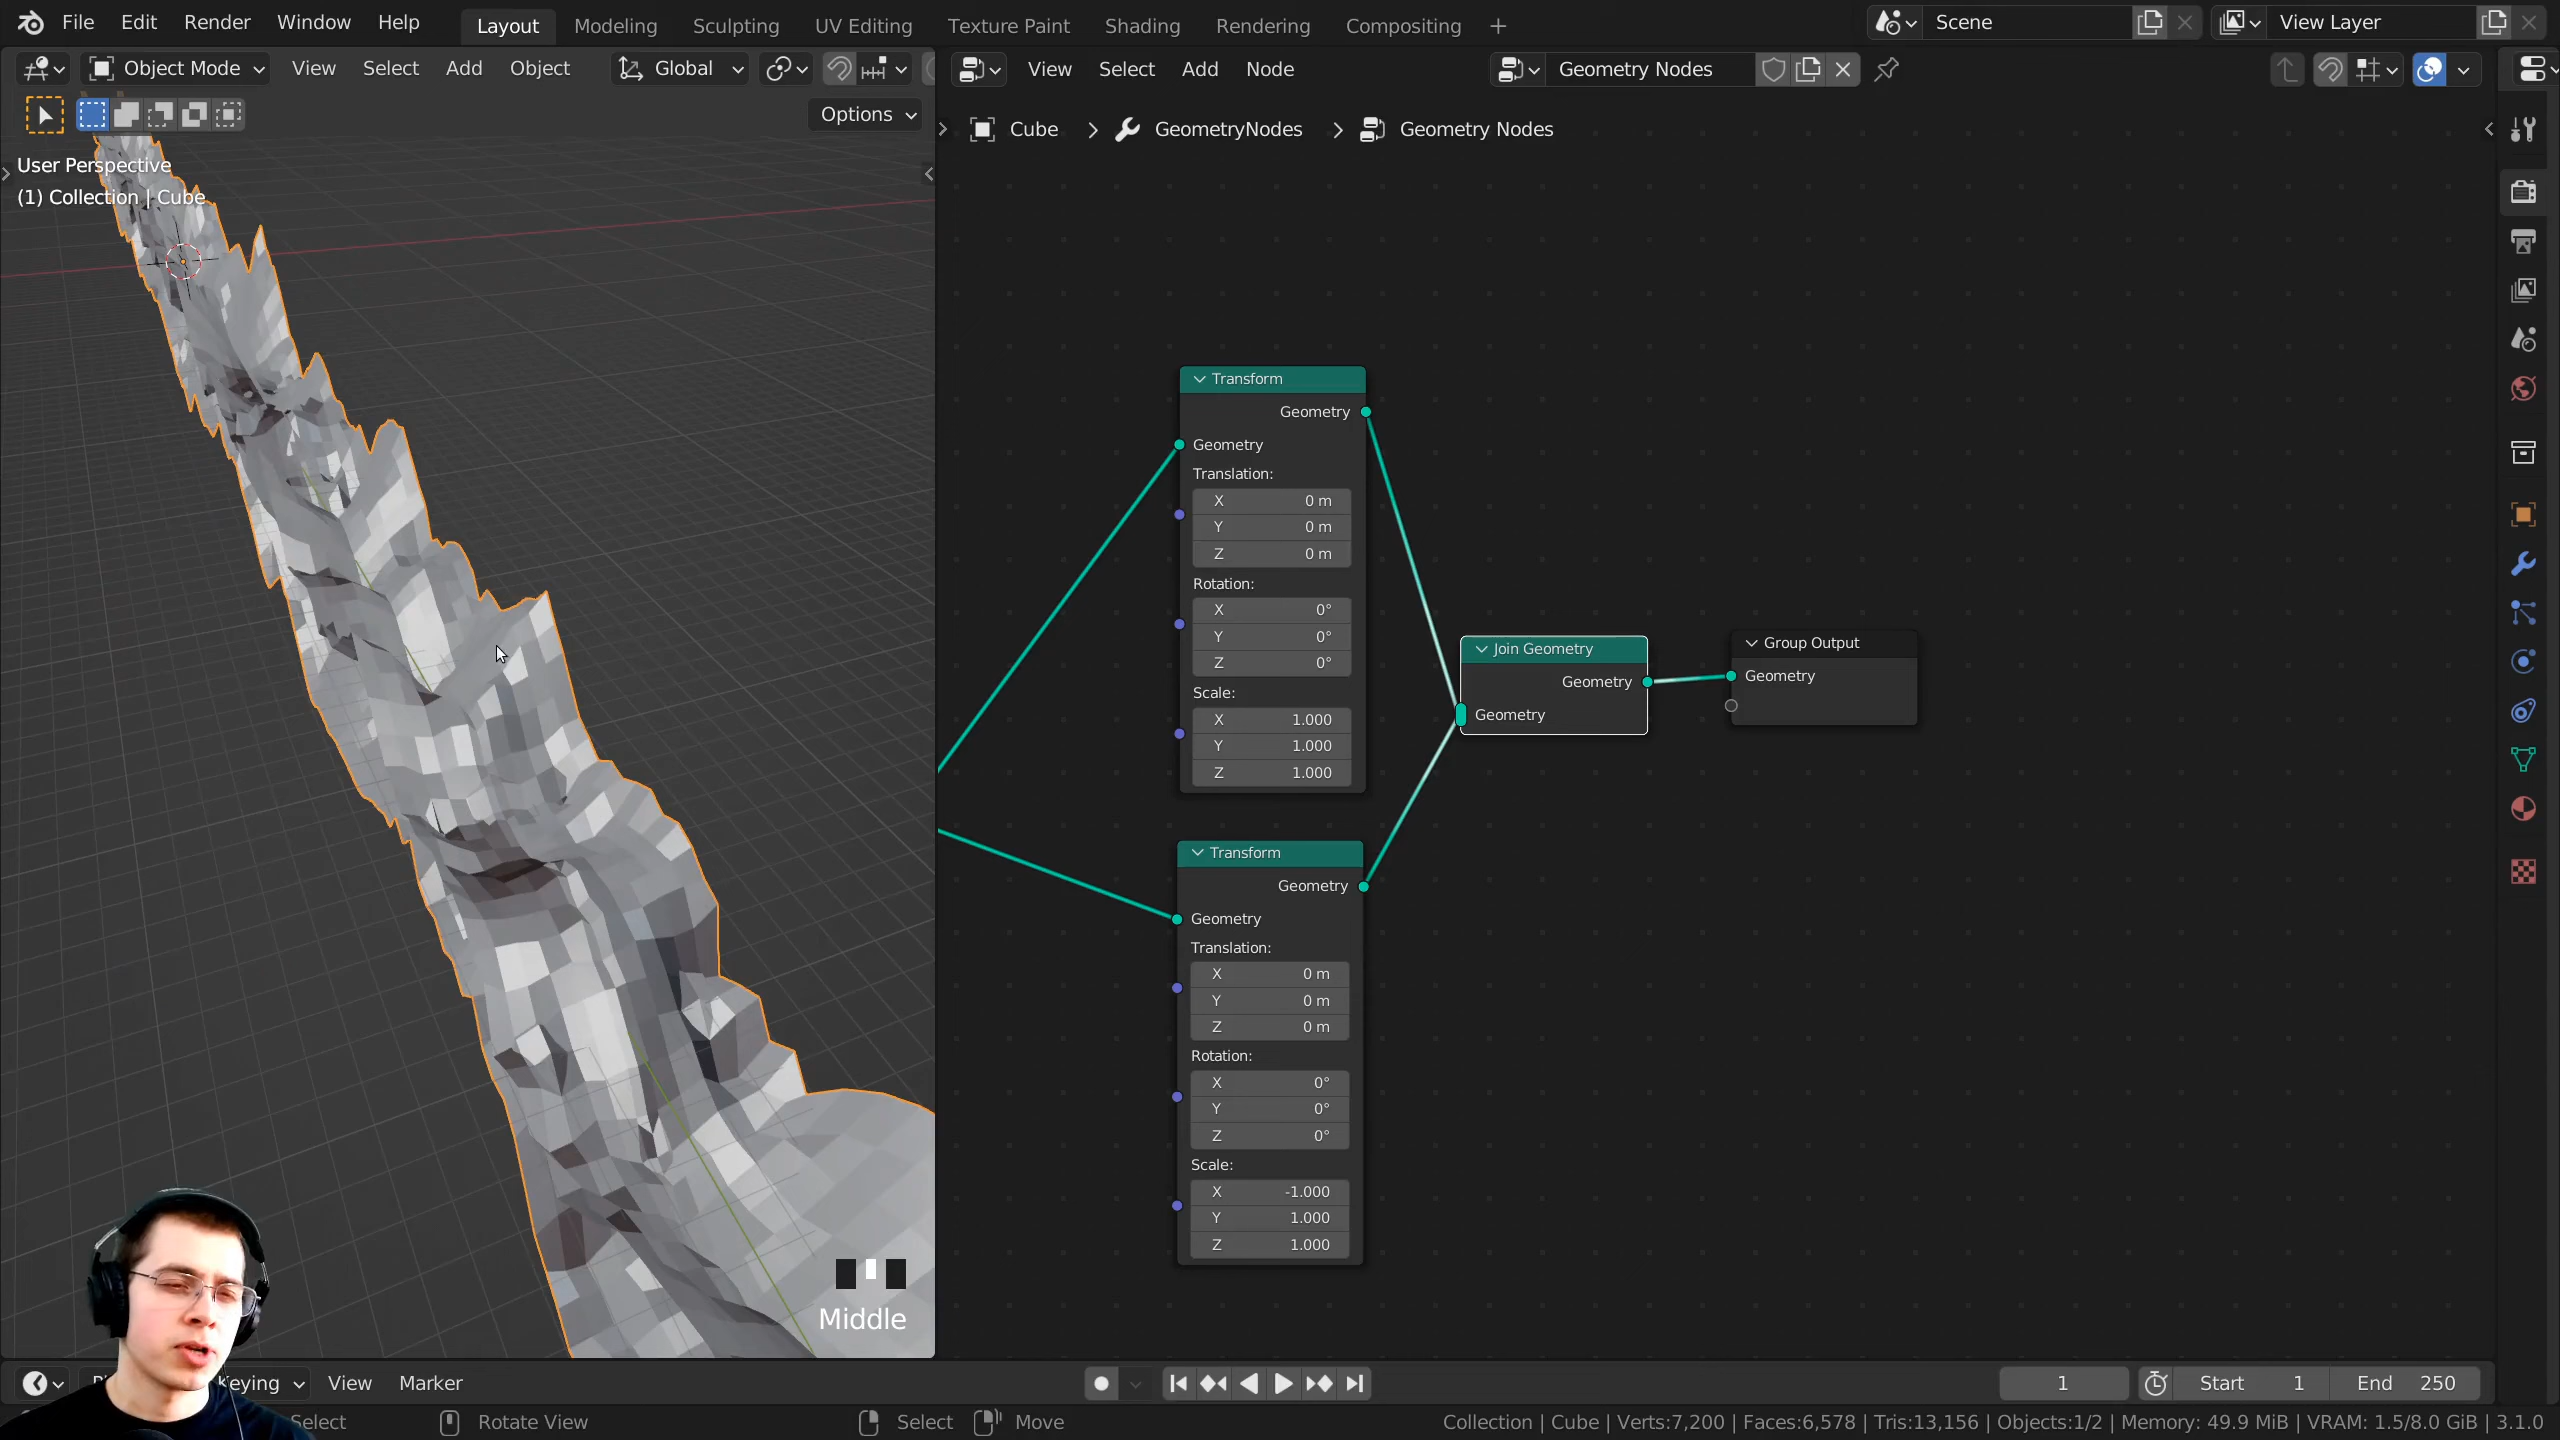 File Edit Render Window Help
Layout Modeling Sculpting UV Editing Texture Paint Shading Rendering Compositing +
Scene
View Layer
Object Mode View Select Add Object Global
View Select Add Node
Geometry Nodes
Options
Cube > GeometryNodes > Geometry Nodes
User Perspective
(1) Collection | Cube
Transform
Geometry
Geometry
Translation:
X 0 m
Y 0 m
Z 0 m
Rotation:
X 0°
Y 0°
Z 0°
Scale:
X 1.000
Y 1.000
Z 1.000
Join Geometry
Geometry
Geometry
Group Output
Geometry
Transform
Geometry
Geometry
Translation:
X 0 m
Y 0 m
Z 0 m
Rotation:
X 0°
Y 0°
Z 0°
Scale:
X -1.000
Y 1.000
Z 1.000
Middle
Keying View Marker
1 Start 1 End 250
Select Rotate View Select Move
Collection | Cube | Verts:7,200 | Faces:6,578 | Tris:13,156 | Objects:1/2 | Memory: 49.9 MiB | VRAM: 1.5/8.0 GiB | 3.1.0